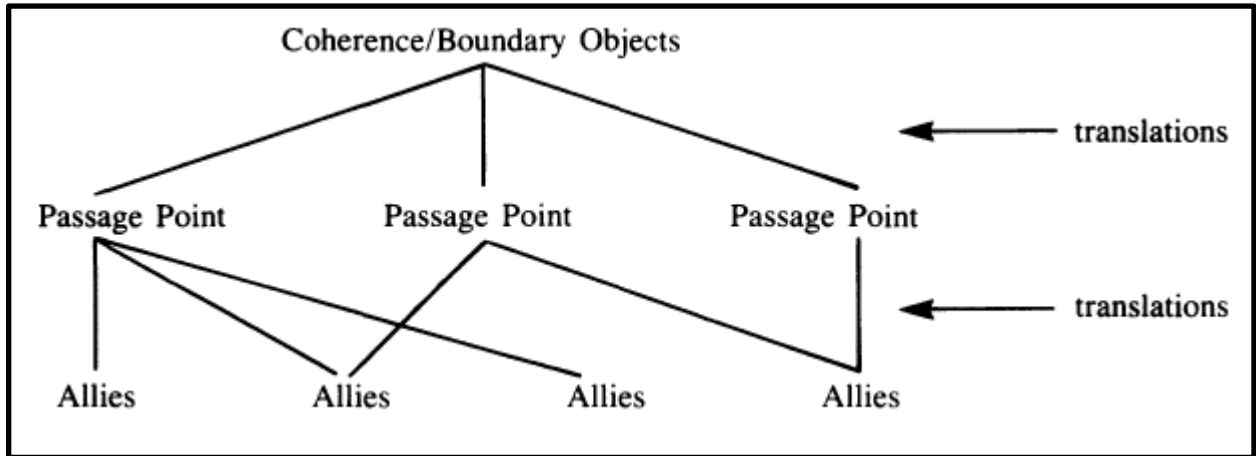 Coherence/Boundary Objects
translations
Passage Point Passage Point Passage Point
translations
Allies Allies Allies Allies